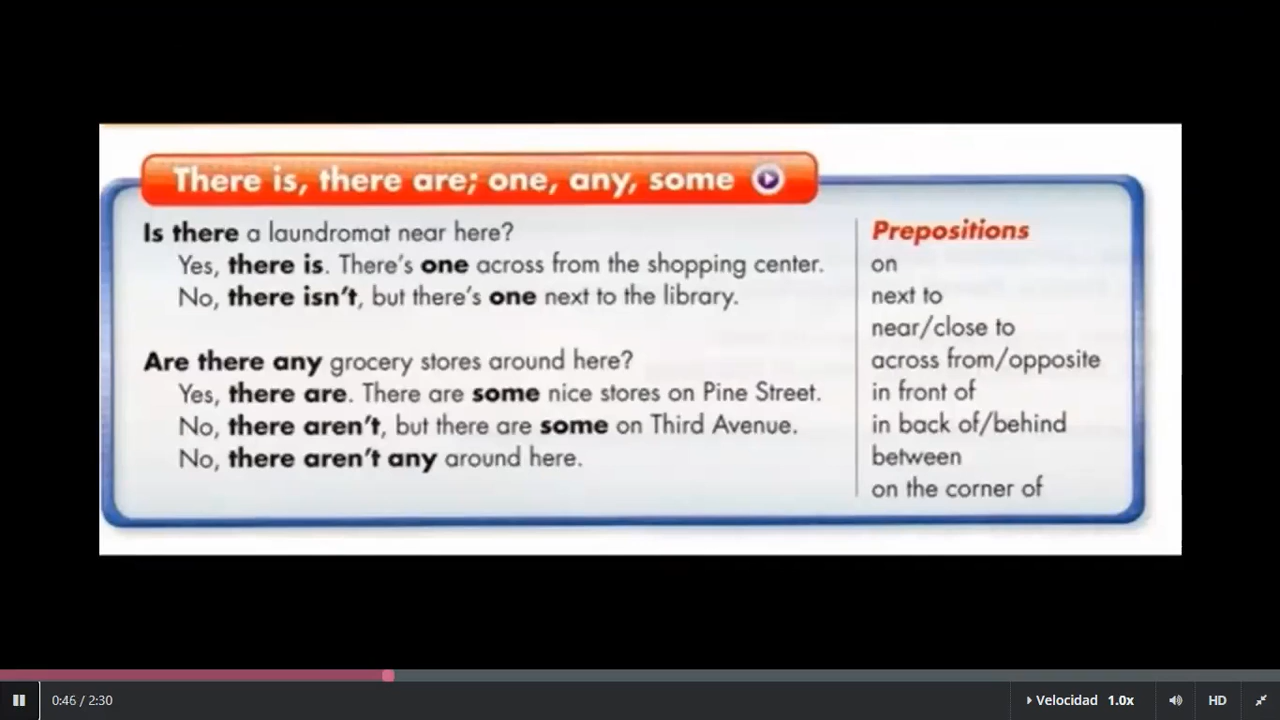 There is, there are; one, any, some
Is there a laundromat near here?
Yes, there is. There's one across from the shopping center.
No, there isn't, but there's one next to the library.
Are there any grocery stores around here?
Yes, there are. There are some nice stores on Pine Street.
No, there aren't, but there are some on Third Avenue.
No, there aren't any around here.
Prepositions
on
next to
near/close to
across from/opposite
in front of
in back of/behind
between
on the corner of
0:46 / 2:30
Velocidad 1.0x
HD